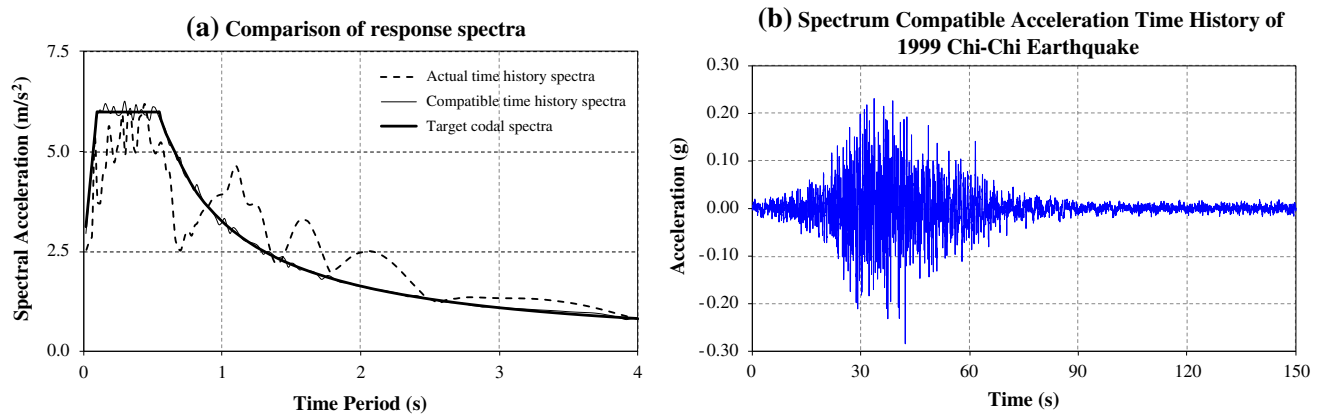 (a) Comparison of response spectra
7.5
5.0
2.5
0.0
Spectral Acceleration (m/s²)
Actual time history spectra
Compatible time history spectra
Target codal spectra
0 1 2 3 4
Time Period (s)
(b) Spectrum Compatible Acceleration Time History of
1999 Chi-Chi Earthquake
0.30
0.20
0.10
0.00
-0.10
-0.20
-0.30
Acceleration (g)
0 30 60 90 120 150
Time (s)